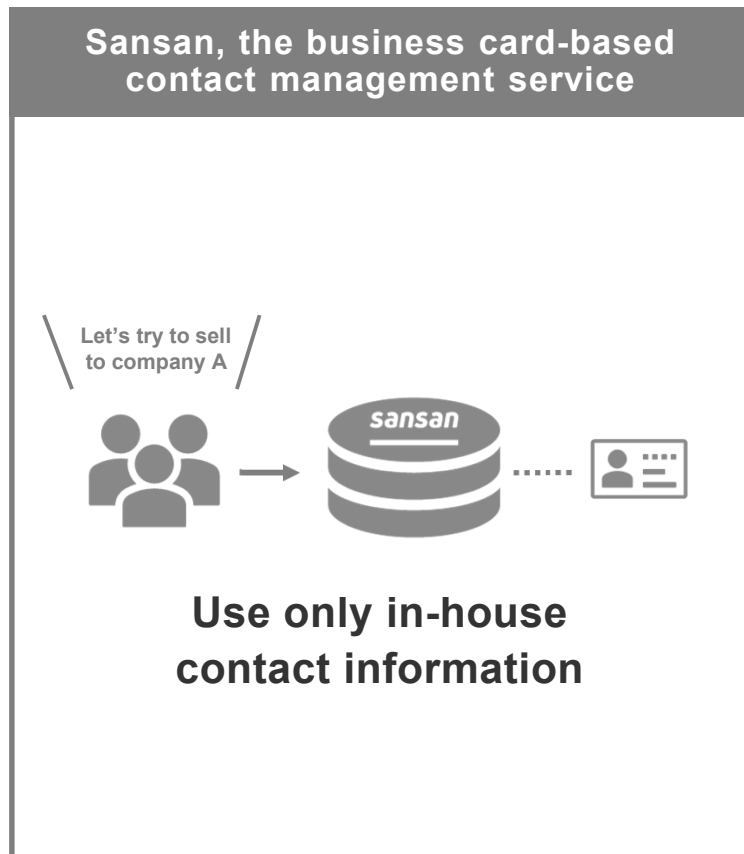 Sansan, the business card-based
contact management service
Let's try to sell
to company A
sansan
Use only in-house
contact information